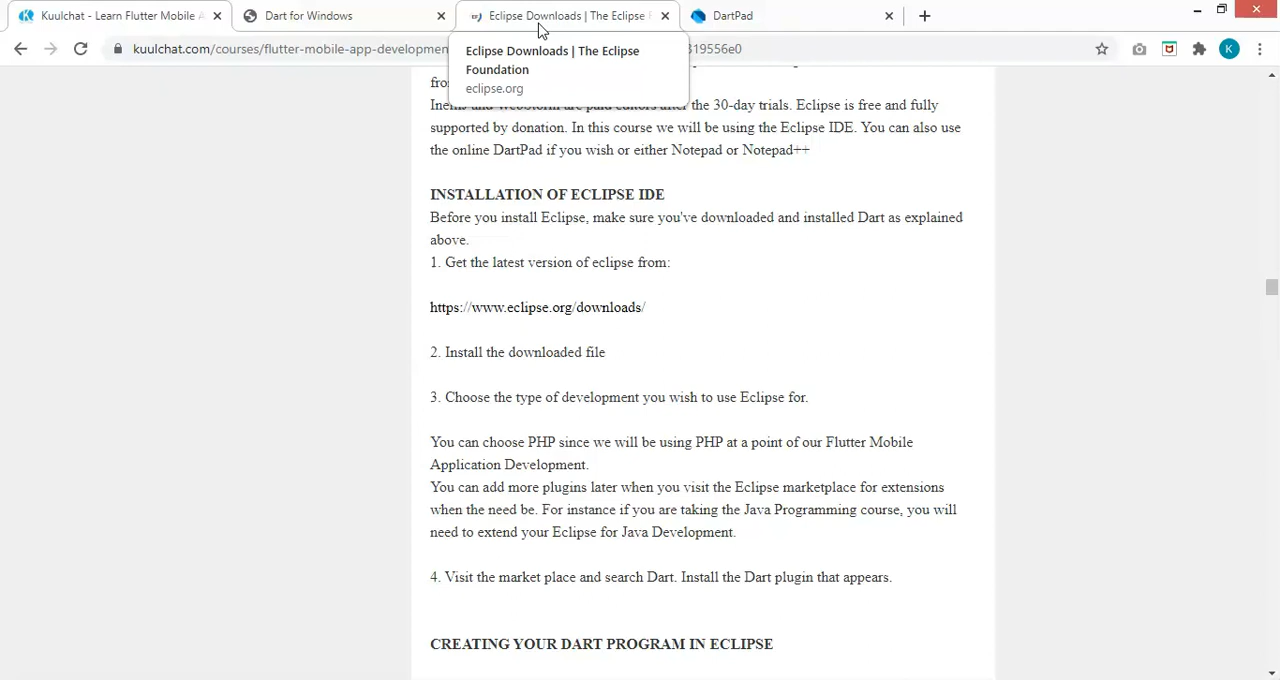 Kuulchat - Learn Flutter Mobile A
Dart for Windows
Eclipse Downloads | The Eclipse F
DartPad
kuulchat.com/courses/flutter-mobile-app-developmen
319556e0
K
Eclipse Downloads | The Eclipse
Foundation
eclipse.org
the 30-day trials. Eclipse is free and fully
supported by donation. In this course we will be using the Eclipse IDE. You can also use
the online DartPad if you wish or either Notepad or Notepad++
INSTALLATION OF ECLIPSE IDE
Before you install Eclipse, make sure you've downloaded and installed Dart as explained
above.
1. Get the latest version of eclipse from:
https://www.eclipse.org/downloads/
2. Install the downloaded file
3. Choose the type of development you wish to use Eclipse for.
You can choose PHP since we will be using PHP at a point of our Flutter Mobile
Application Development.
You can add more plugins later when you visit the Eclipse marketplace for extensions
when the need be. For instance if you are taking the Java Programming course, you will
need to extend your Eclipse for Java Development.
4. Visit the market place and search Dart. Install the Dart plugin that appears.
CREATING YOUR DART PROGRAM IN ECLIPSE